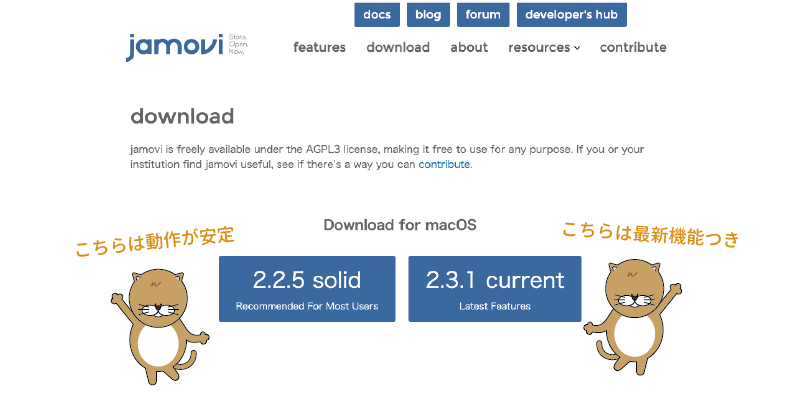 docs blog forum developer's hub
jamovi Stats. Open. Now.
features download about resources contribute
download
jamovi is freely available under the AGPL3 license, making it free to use for any purpose. If you or your
institution find jamovi useful, see if there's a way you can contribute.
Download for macOS
こちらは動作が安定
こちらは最新機能つき
2.2.5 solid
Recommended For Most Users
2.3.1 current
Latest Features